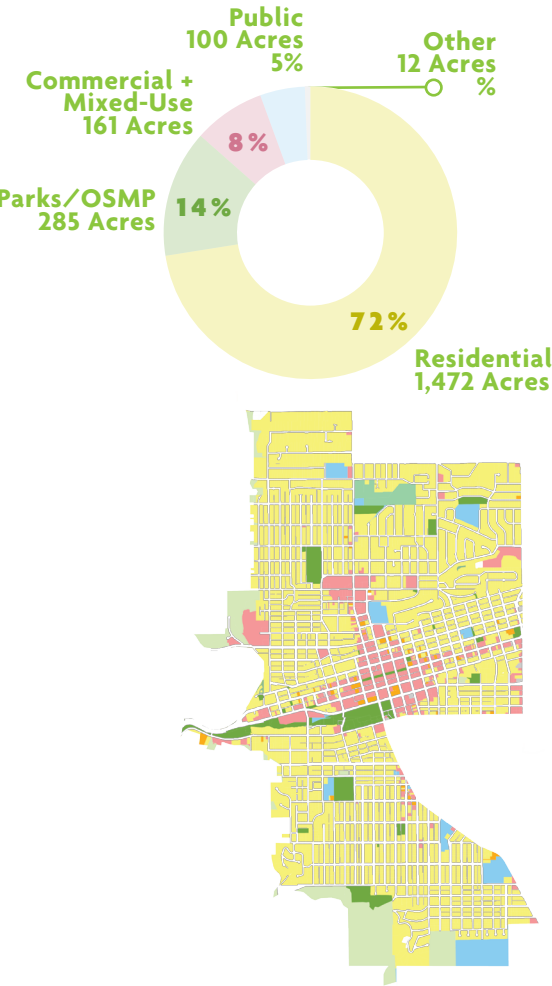 Public
100 Acres
5%
Other
12 Acres
%
Commercial +
Mixed-Use
161 Acres
8%
Parks/OSMP
285 Acres
14%
72%
Residential
1,472 Acres